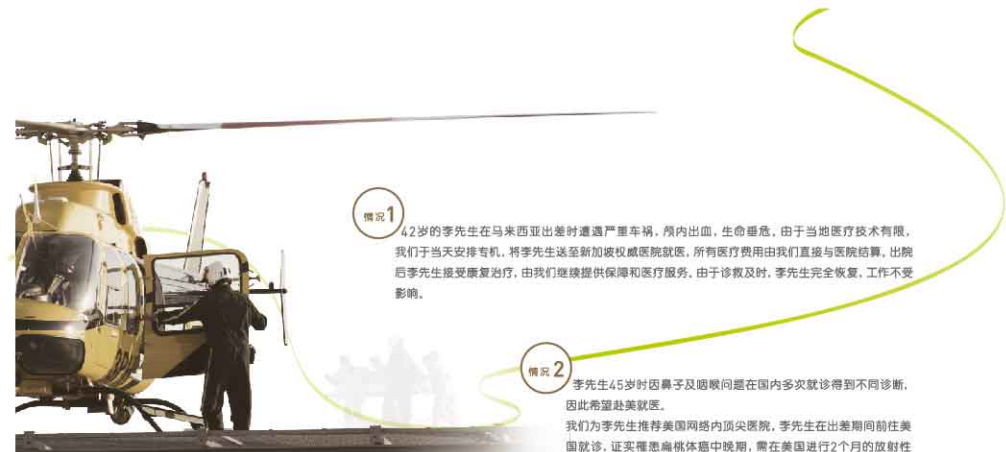 情况1
42岁的李先生在马来西亚出差时遭遇严重车祸，颅内出血，生命垂危。由于当地医疗技术有限，
我们于当天安排专机，将李先生送至新加坡权威医院就医，所有医疗费用由我们直接与医院结算。出院
后李先生接受康复治疗，由我们继续提供保障和医疗服务。由于诊救及时，李先生完全恢复，工作不受
影响。
情况2
李先生45岁时因鼻子及咽喉问题在国内多次就诊得到不同诊断，
因此希望赴美就医。
我们为李先生推荐美国网络内顶尖医院，李先生在出差期间前往美
国就诊，证实罹患扁桃体癌中晚期，需在美国进行2个月的放射性